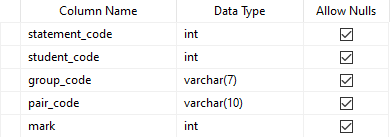 Column Name Data Type Allow Nulls
statement_code int
student_code int
group_code varchar(7)
pair_code varchar(10)
mark int